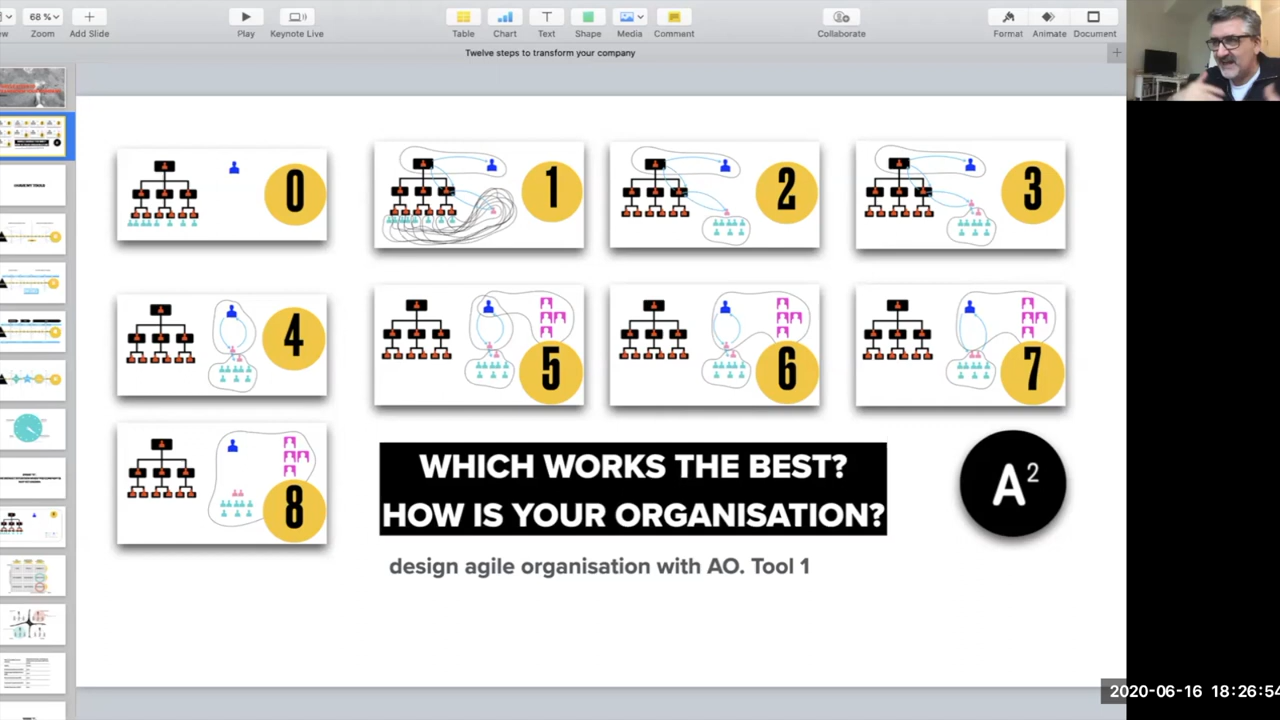 68 %
Zoom
Add Slide
Play
Keynote Live
Table
Chart
Text
Shape
Media
Comment
Collaborate
Format
Animate
Document
Twelve steps to transform your company
0
1
2
3
4
5
6
7
8
WHICH WORKS THE BEST?
HOW IS YOUR ORGANISATION?
A2
design agile organisation with AO. Tool 1
2020-06-16 18:26:54